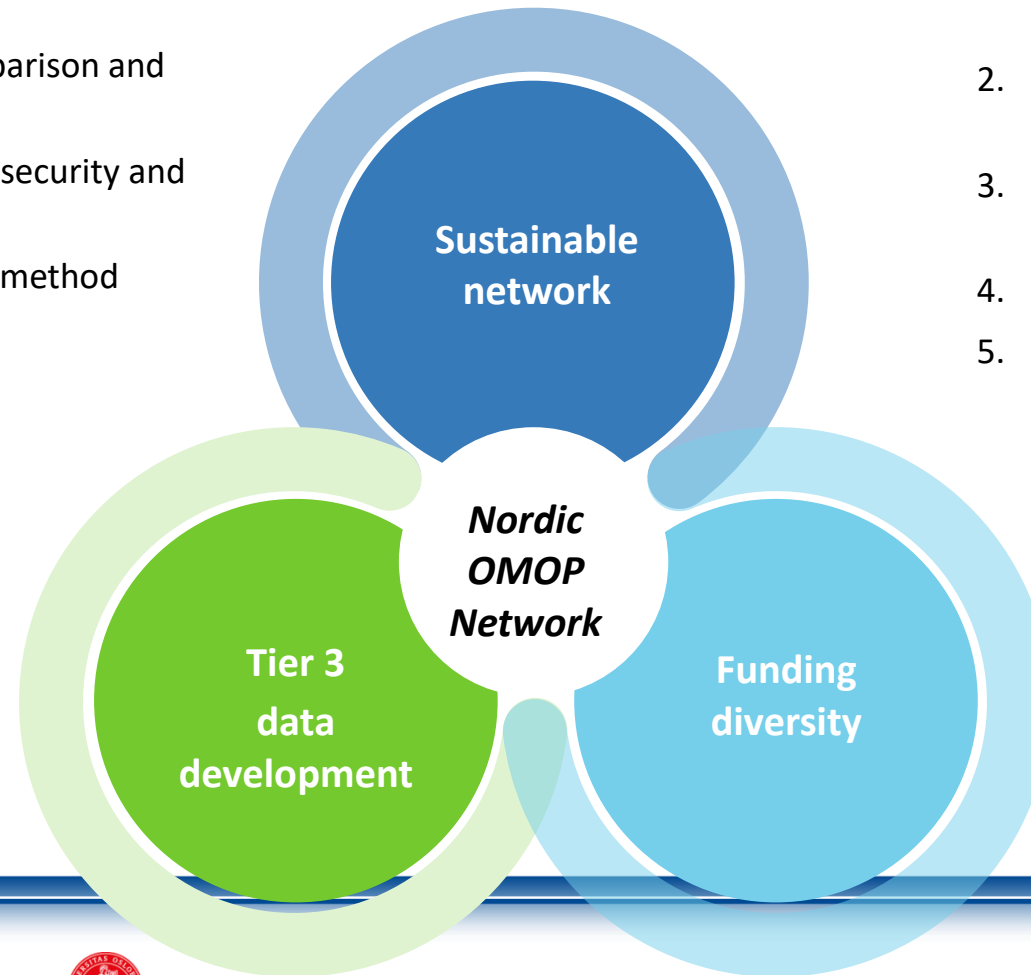 parison and
security and
method
2.
3.
4.
5.
Sustainable
network
Nordic
OMOP
Network
Tier 3
data
development
Funding
diversity